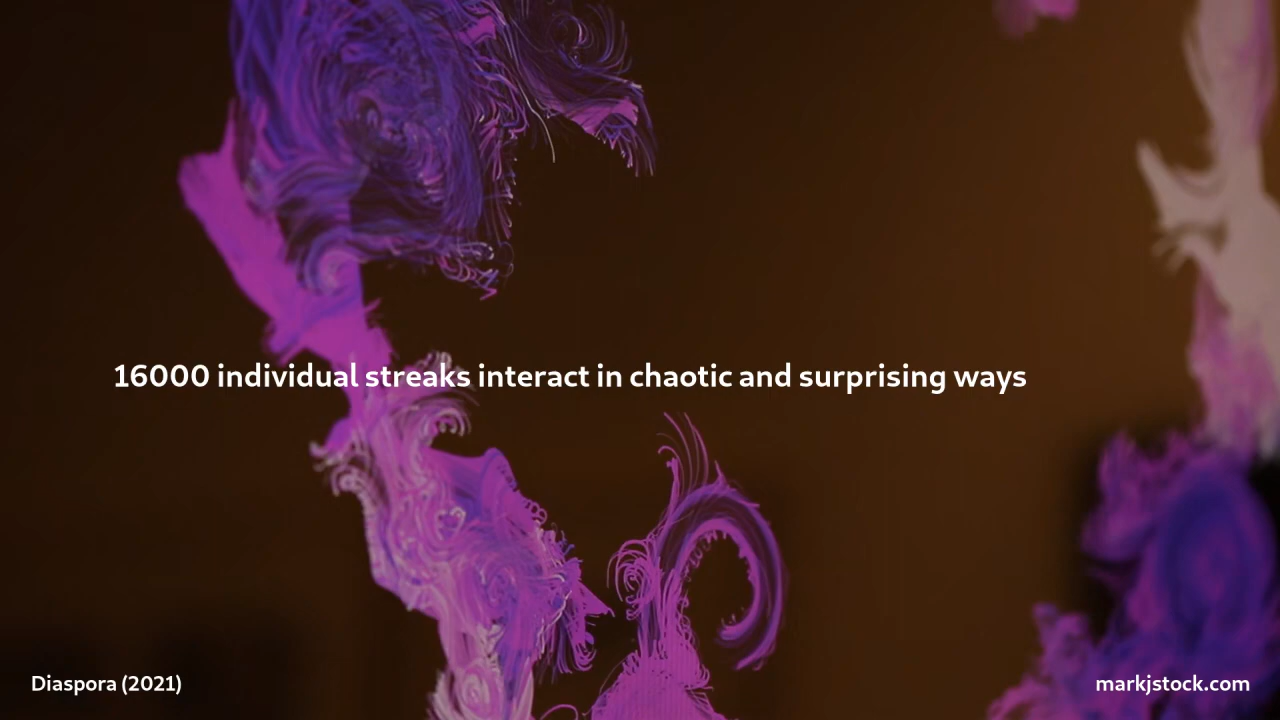 16000 individual streaks interact in chaotic and surprising ways
Diaspora (2021)
markjstock.com